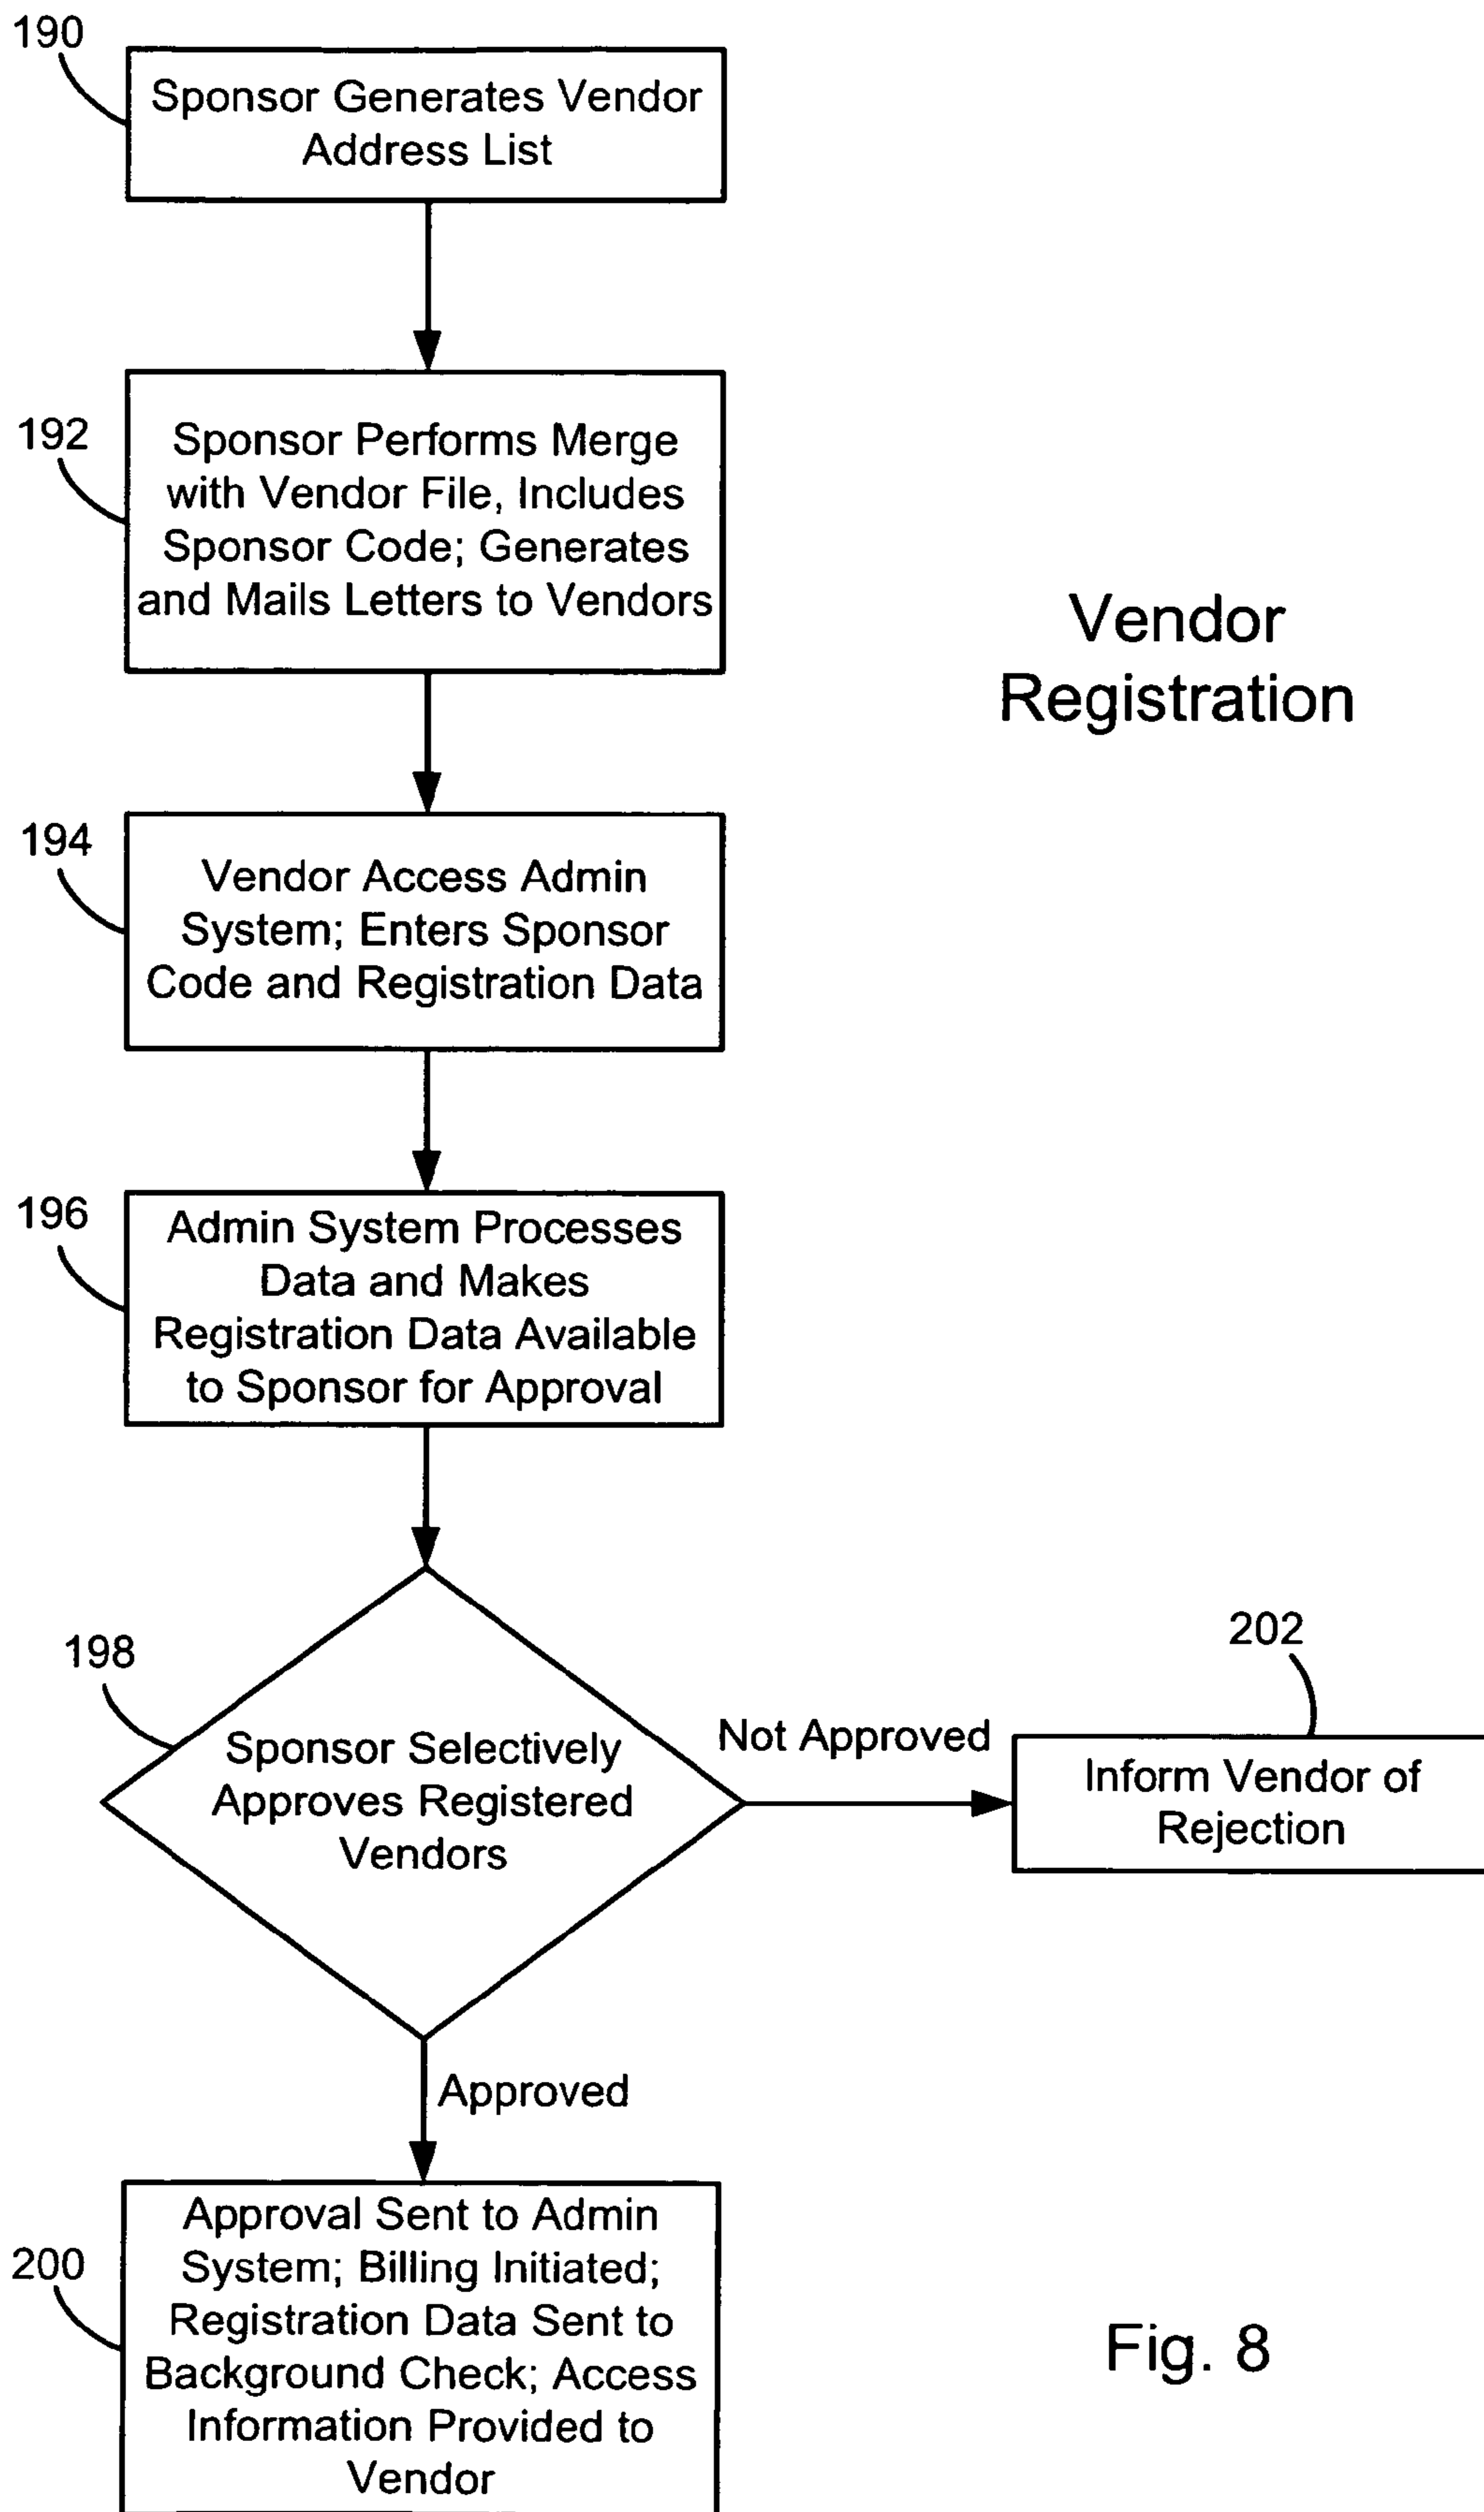 190
Sponsor Generates Vendor
Address List
192
Sponsor Performs Merge
with Vendor File, Includes
Sponsor Code; Generates
and Mails Letters to Vendors
Vendor
Registration
194
Vendor Access Admin
System; Enters Sponsor
Code and Registration Data
196
Admin System Processes
Data and Makes
Registration Data Available
to Sponsor for Approval
198
Sponsor Selectively
Approves Registered
Vendors
Not Approved
202
Inform Vendor of
Rejection
Approved
200
Approval Sent to Admin
System; Billing Initiated;
Registration Data Sent to
Background Check; Access
Information Provided to
Vendor
Fig. 8